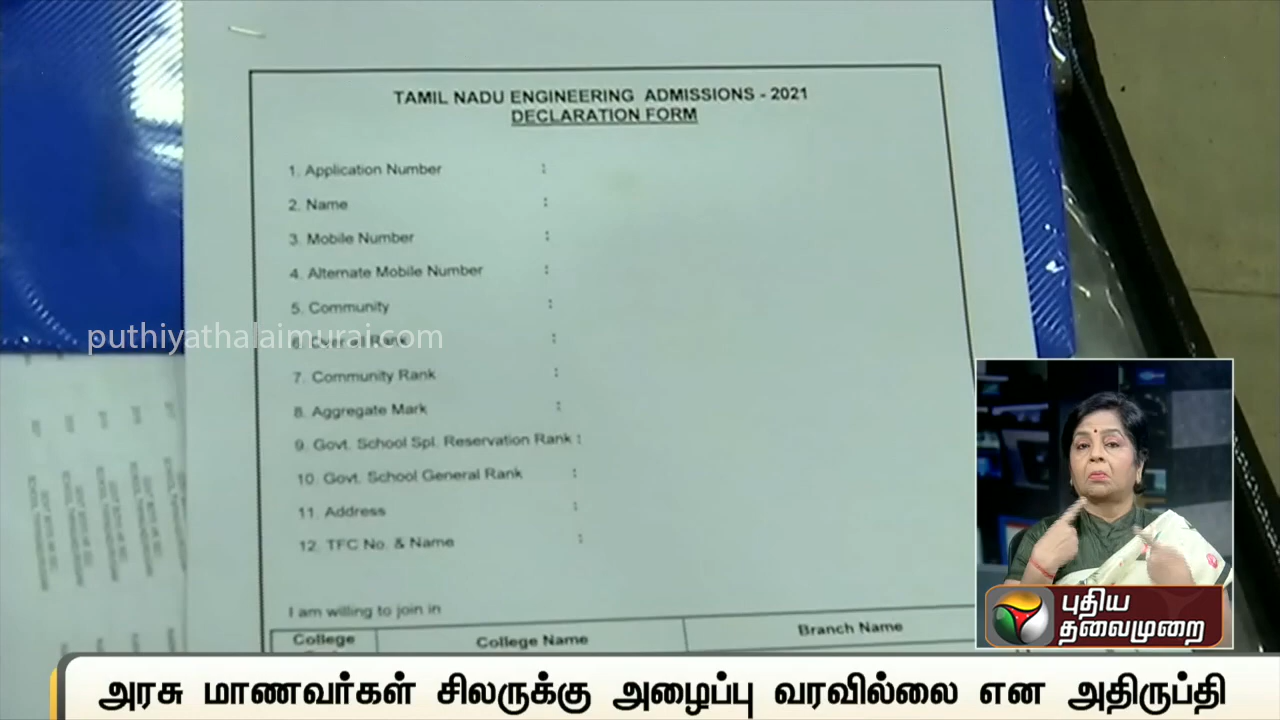 TAMIL NADU ENGINEERING ADMISSIONS - 2021
DECLARATION FORM
1. Application Number :
2. Name :
3. Mobile Number :
4. Alternate Mobile Number :
5. Community :
puthiyathalaimurai.com
7. Community Rank :
8. Aggregate Mark :
9. Govt. School Spl. Reservation Rank :
10. Govt. School General Rank :
11. Address :
12. TFC No. & Name :
I am willing to join in
College College Name Branch Name
புதிய
தலைமுறை
அரசு மாணவர்கள் சிலருக்கு அழைப்பு வரவில்லை என அதிருப்தி